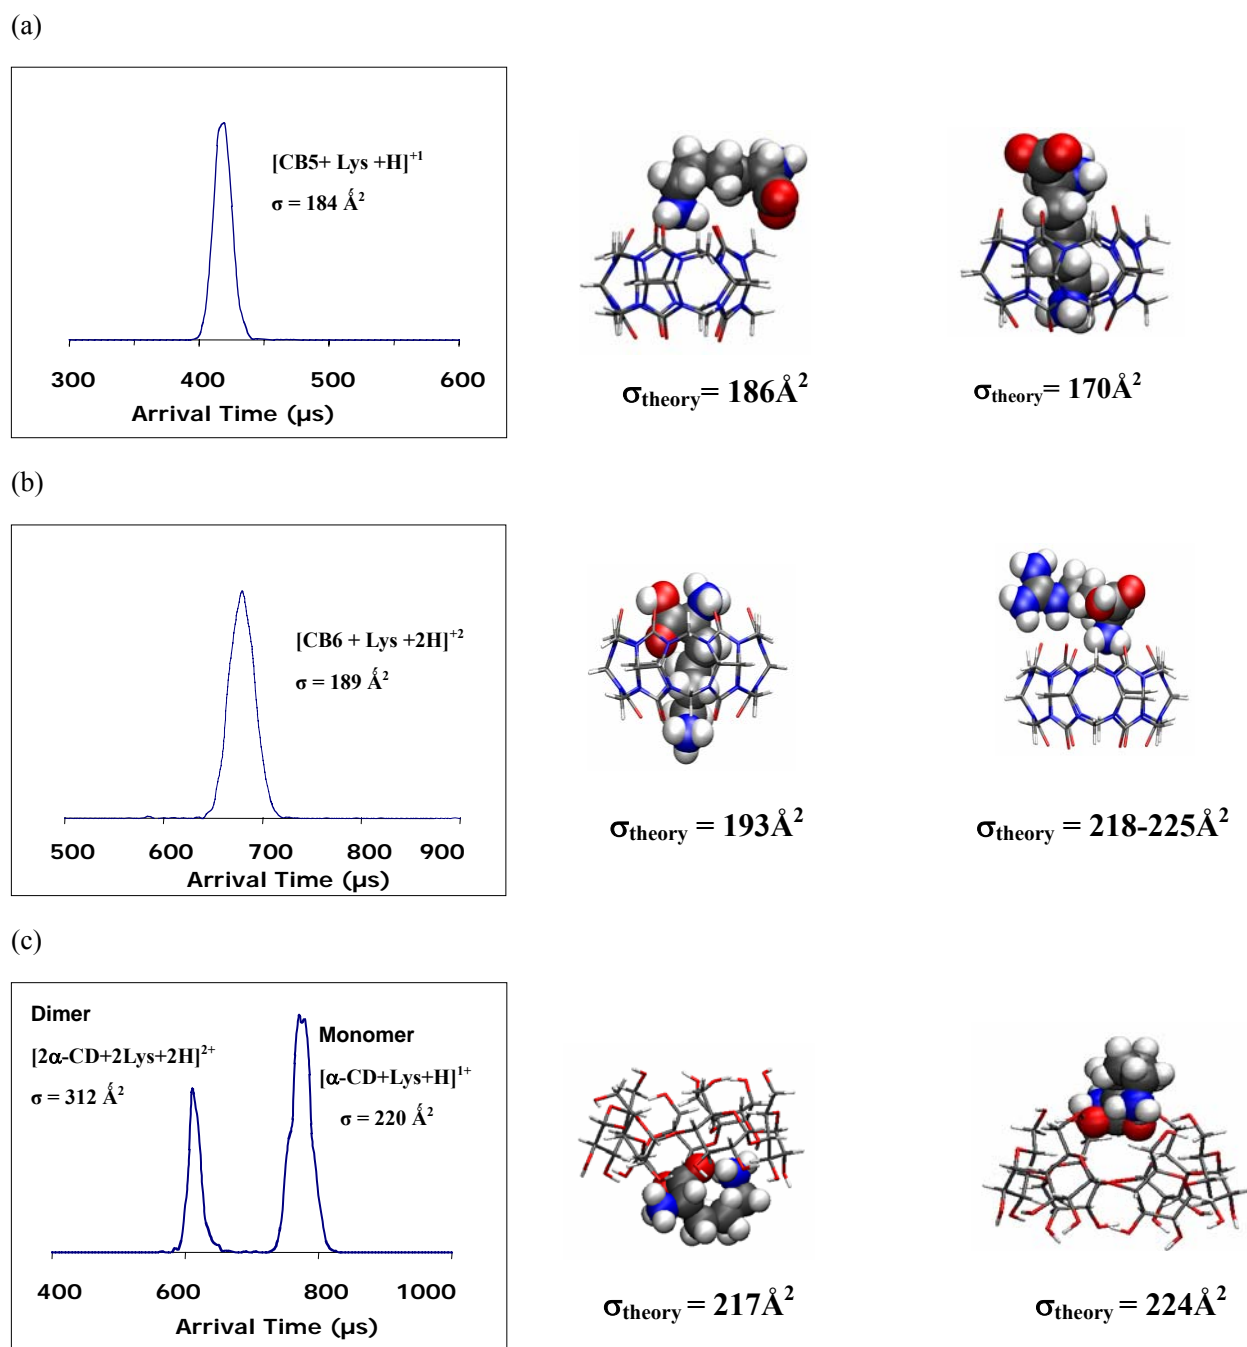 (a)
[CB5+ Lys +H]⁺¹
σ = 184 Å²
300 400 500 600
Arrival Time (µs)
σtheory= 186Å²
σtheory= 170Å²
(b)
[CB6 + Lys +2H]⁺²
σ = 189 Å²
500 600 700 800 900
Arrival Time (µs)
σtheory = 193Å²
σtheory = 218-225Å²
(c)
Dimer
[2α-CD+2Lys+2H]²⁺
σ = 312 Å²
Monomer
[α-CD+Lys+H]¹⁺
σ = 220 Å²
400 600 800 1000
Arrival Time (µs)
σtheory = 217Å²
σtheory = 224Å²